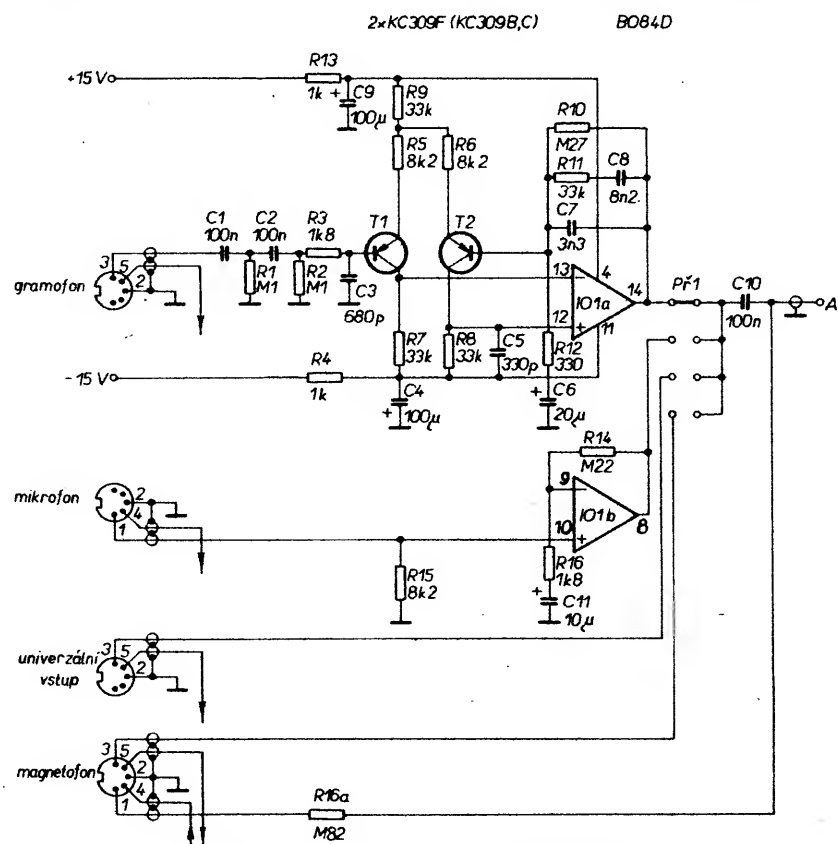 2xKC309F (KC309B,C)
B084D
+15 V
R13
1k
+
C9
100µ
R9
33k
R5
8k2
R6
8k2
R10
M27
R11
33k
C8
8n2
C7
3n3
C1
100n
C2
100n
R3
1k8
T1
T2
3
5
2
gramofon
R1
M1
R2
M1
C3
680p
13
-
4
14
IO1a
12
+
11
Př1
C10
100n
A
R7
33k
R8
33k
C5
330p
R12
330
-15 V
R4
1k
C4
+
100µ
+
C6
20µ
R14
M22
mikrofon
2
4
1
9
-
IO1b
8
10
+
R15
8k2
R16
1k8
+
C11
10µ
univerzální
vstup
3
5
2
magnetofon
3
5
2
4
1
R16a
M82